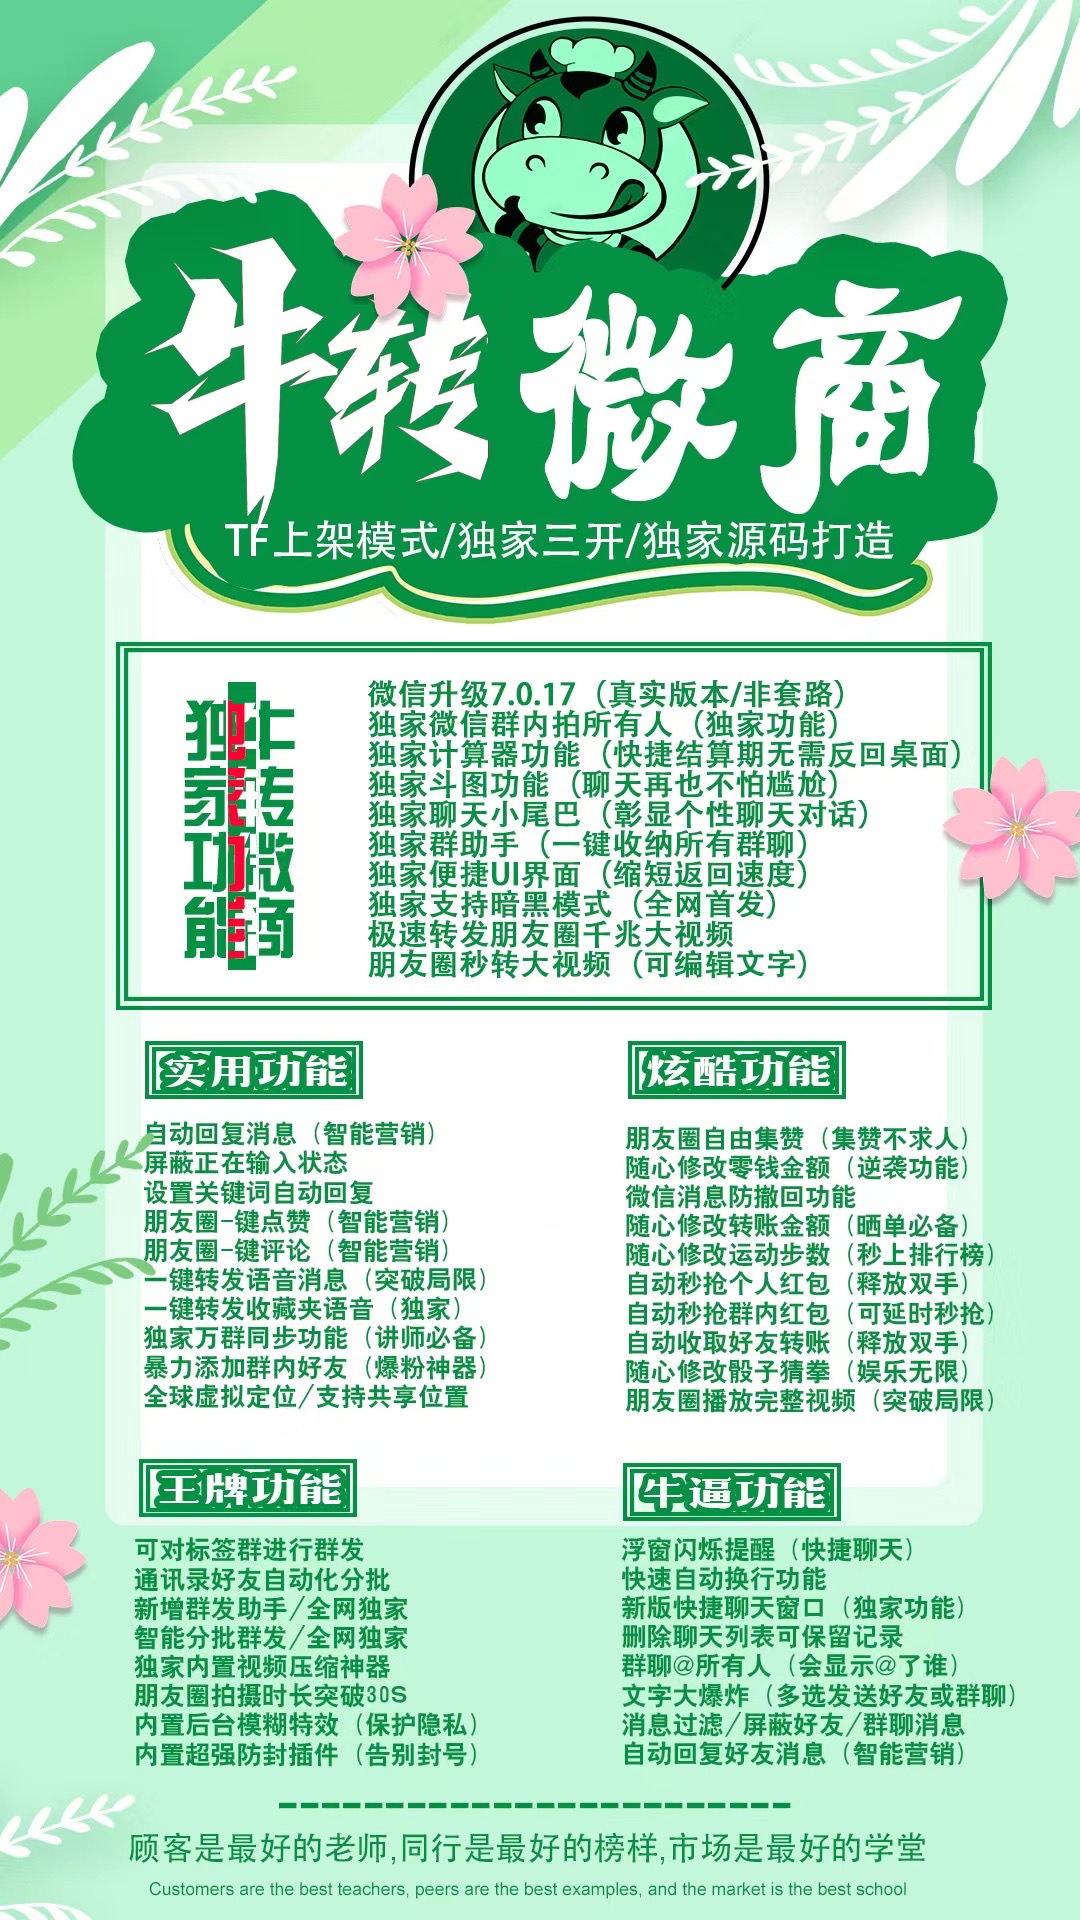 斗转微商
TF上架模式/独家三开/独家源码打造
斗转微商
独家功能
微信升级7.0.17（真实版本/非套路）
独家微信群内拍所有人（独家功能）
独家计算器功能（快捷结算期无需反回桌面）
独家斗图功能（聊天再也不怕尴尬）
独家聊天小尾巴（彰显个性聊天对话）
独家群助手（一键收纳所有群聊）
独家便捷UI界面（缩短返回速度）
独家支持暗黑模式（全网首发）
极速转发朋友圈千兆大视频
朋友圈秒转大视频（可编辑文字）
实用功能
自动回复消息（智能营销）
屏蔽正在输入状态
设置关键词自动回复
朋友圈-键点赞（智能营销）
朋友圈-键评论（智能营销）
一键转发语音消息（突破局限）
一键转发收藏夹语音（独家）
独家万群同步功能（讲师必备）
暴力添加群内好友（爆粉神器）
全球虚拟定位/支持共享位置
炫酷功能
朋友圈自由集赞（集赞不求人）
随心修改零钱金额（逆袭功能）
微信消息防撤回功能
随心修改转账金额（晒单必备）
随心修改运动步数（秒上排行榜）
自动秒抢个人红包（释放双手）
自动秒抢群内红包（可延时秒抢）
自动收取好友转账（释放双手）
随心修改骰子猜拳（娱乐无限）
朋友圈播放完整视频（突破局限）
王牌功能
可对标签群进行群发
通讯录好友自动化分批
新增群发助手/全网独家
智能分批群发/全网独家
独家内置视频压缩神器
朋友圈拍摄时长突破30S
内置后台模糊特效（保护隐私）
内置超强防封插件（告别封号）
牛逼功能
浮窗闪烁提醒（快捷聊天）
快速自动换行功能
新版快捷聊天窗口（独家功能）
删除聊天列表可保留记录
群聊@所有人（会显示@了谁）
文字大爆炸（多选发送好友或群聊）
消息过滤/屏蔽好友/群聊消息
自动回复好友消息（智能营销）
顾客是最好的老师,同行是最好的榜样,市场是最好的学堂
Customers are the best teachers, peers are the best examples, and the market is the best school